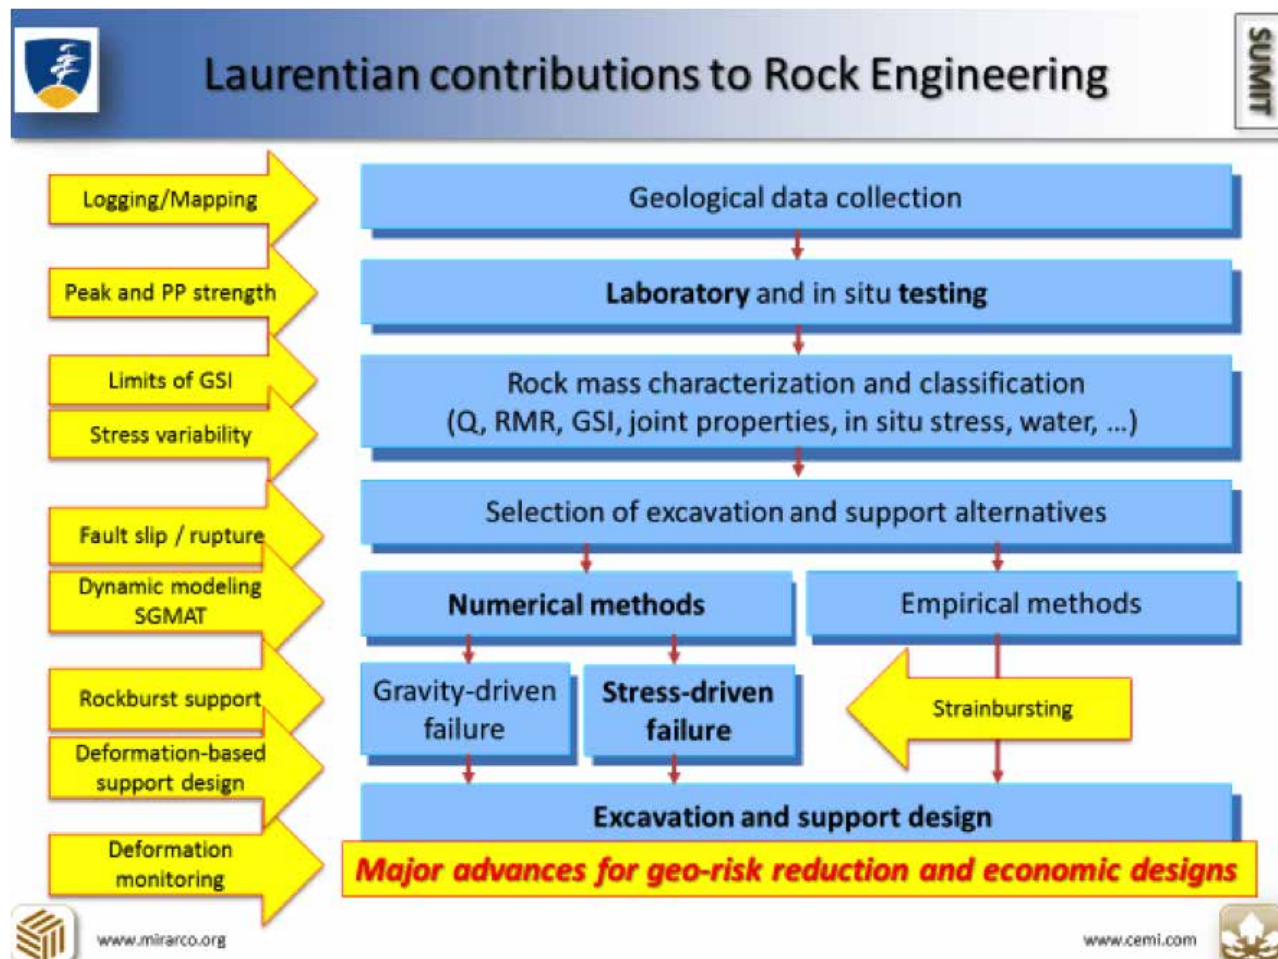 Laurentian contributions to Rock Engineering
SUMIT
Logging/Mapping
Geological data collection
Peak and PP strength
Laboratory and in situ testing
Limits of GSI
Stress variability
Rock mass characterization and classification
(Q, RMR, GSI, joint properties, in situ stress, water, ...)
Fault slip / rupture
Selection of excavation and support alternatives
Dynamic modeling
SGMAT
Numerical methods
Empirical methods
Rockburst support
Gravity-driven
failure
Stress-driven
failure
Strainbursting
Deformation-based
support design
Excavation and support design
Deformation
monitoring
Major advances for geo-risk reduction and economic designs
www.mirarco.org
www.cemi.com